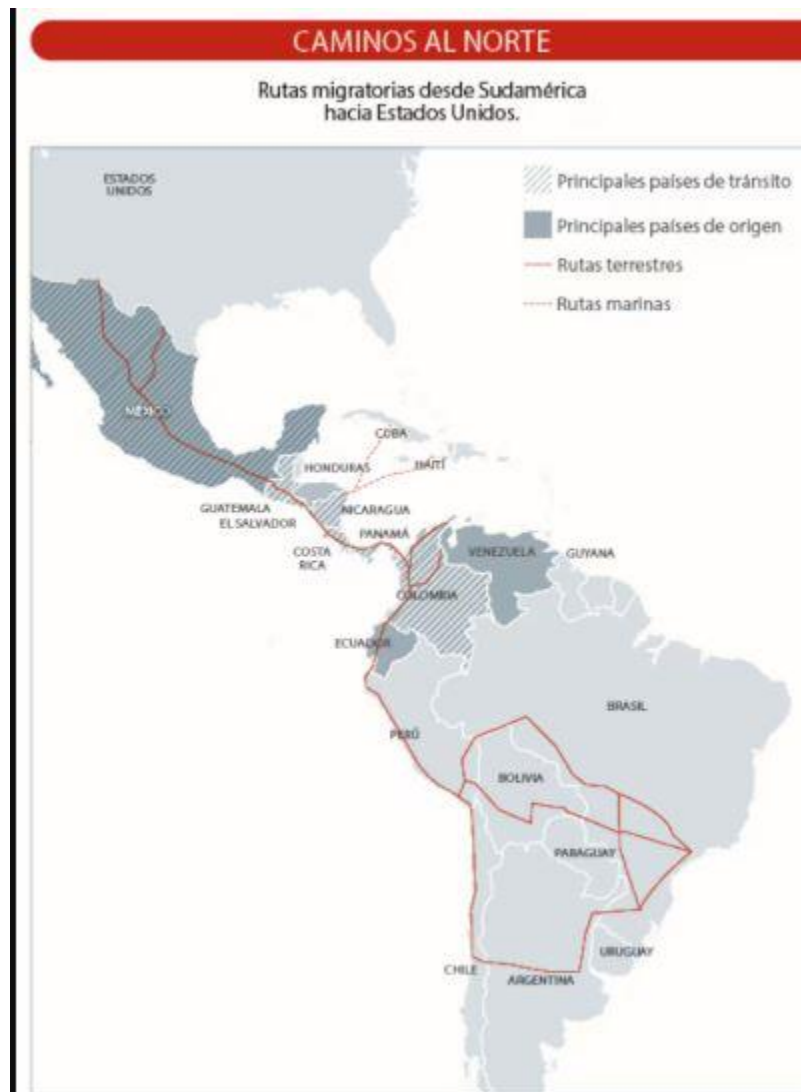 CAMINOS AL NORTE
Rutas migratorias desde Sudamérica
hacia Estados Unidos.
ESTADOS
UNIDOS
Principales países de tránsito
Principales países de origen
Rutas terrestres
Rutas marinas
MÉXICO
CUBA
HONDURAS
HAITÍ
GUATEMALA
NICARAGUA
EL SALVADOR
PANAMÁ
COSTA
RICA
VENEZUELA
GUYANA
COLOMBIA
ECUADOR
BRASIL
PERÚ
BOLIVIA
PARAGUAY
URUGUAY
CHILE
ARGENTINA